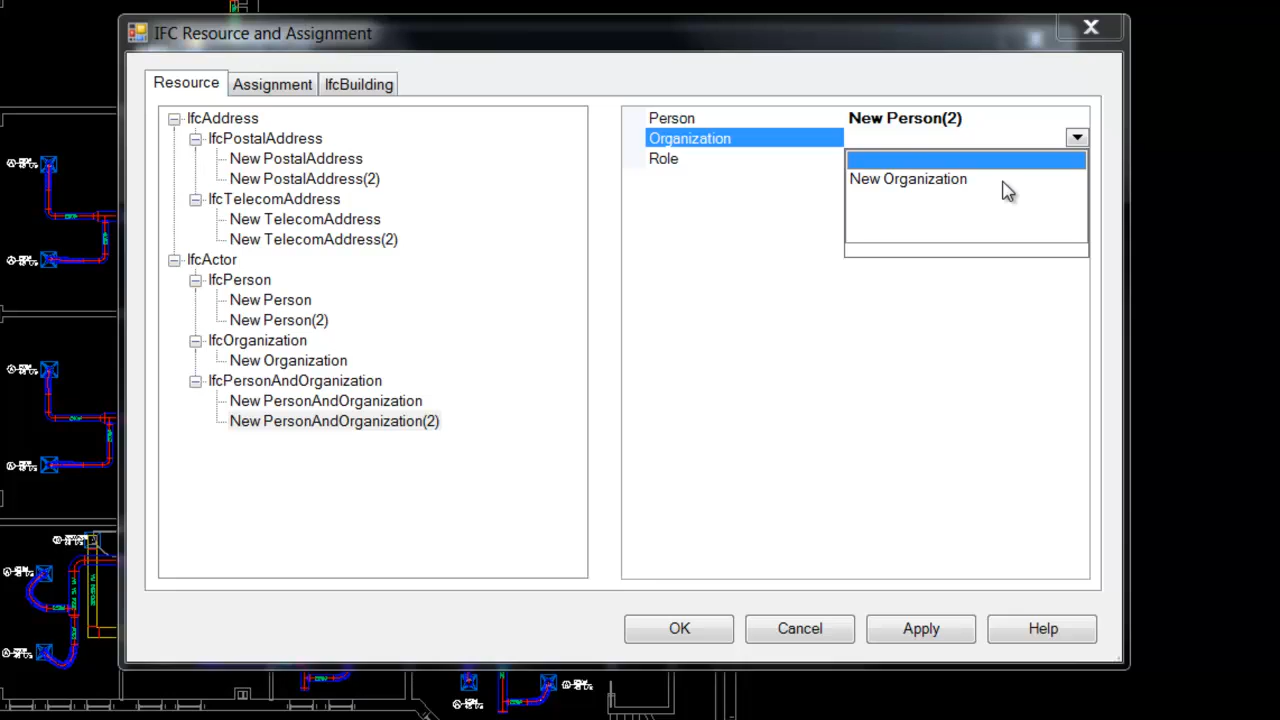 IFC Resource and Assignment
Resource Assignment IfcBuilding
IfcAddress
IfcPostalAddress
New PostalAddress
New PostalAddress(2)
IfcTelecomAddress
New TelecomAddress
New TelecomAddress(2)
IfcActor
IfcPerson
New Person
New Person(2)
IfcOrganization
New Organization
IfcPersonAndOrganization
New PersonAndOrganization
New PersonAndOrganization(2)
Person New Person(2)
Organization
Role
New Organization
OK Cancel Apply Help